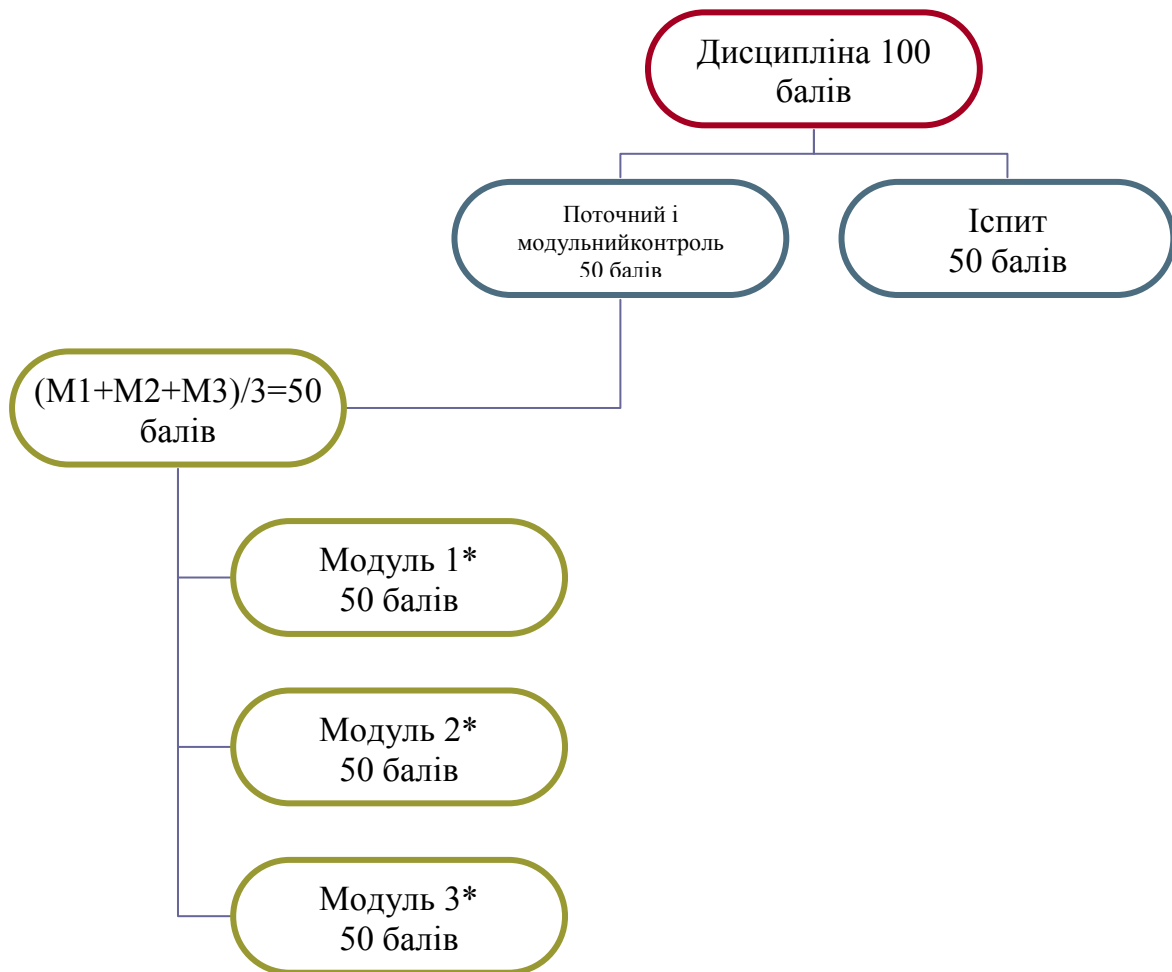 Дисципліна 100
балів
Поточний і
модульнийконтроль
50 балів
Іспит
50 балів
(М1+М2+М3)/3=50
балів
Модуль 1*
50 балів
Модуль 2*
50 балів
Модуль 3*
50 балів